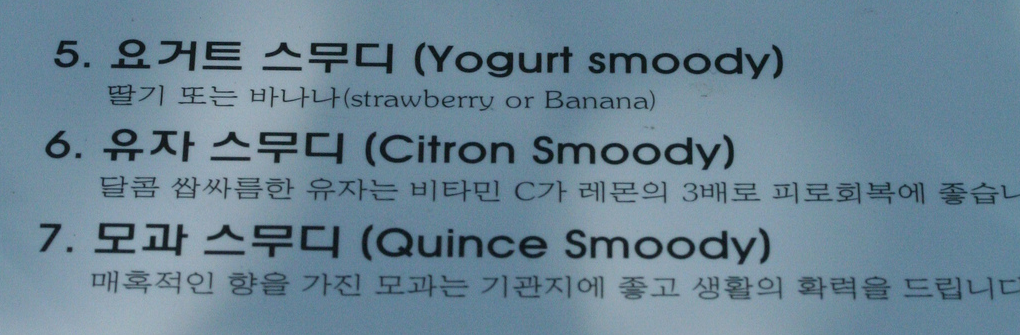 5. 요거트 스무디 (Yogurt smoody)
딸기 또는 바나나(strawberry or Banana)
6. 유자 스무디 (Citron Smoody)
달콤 쌉싸름한 유자는 비타민 C가 레몬의 3배로 피로회복에
7. 모과 스무디 (Quince Smoody)
매혹적인 향을 가진 모과는 기관지에 좋고 생활의 화력을